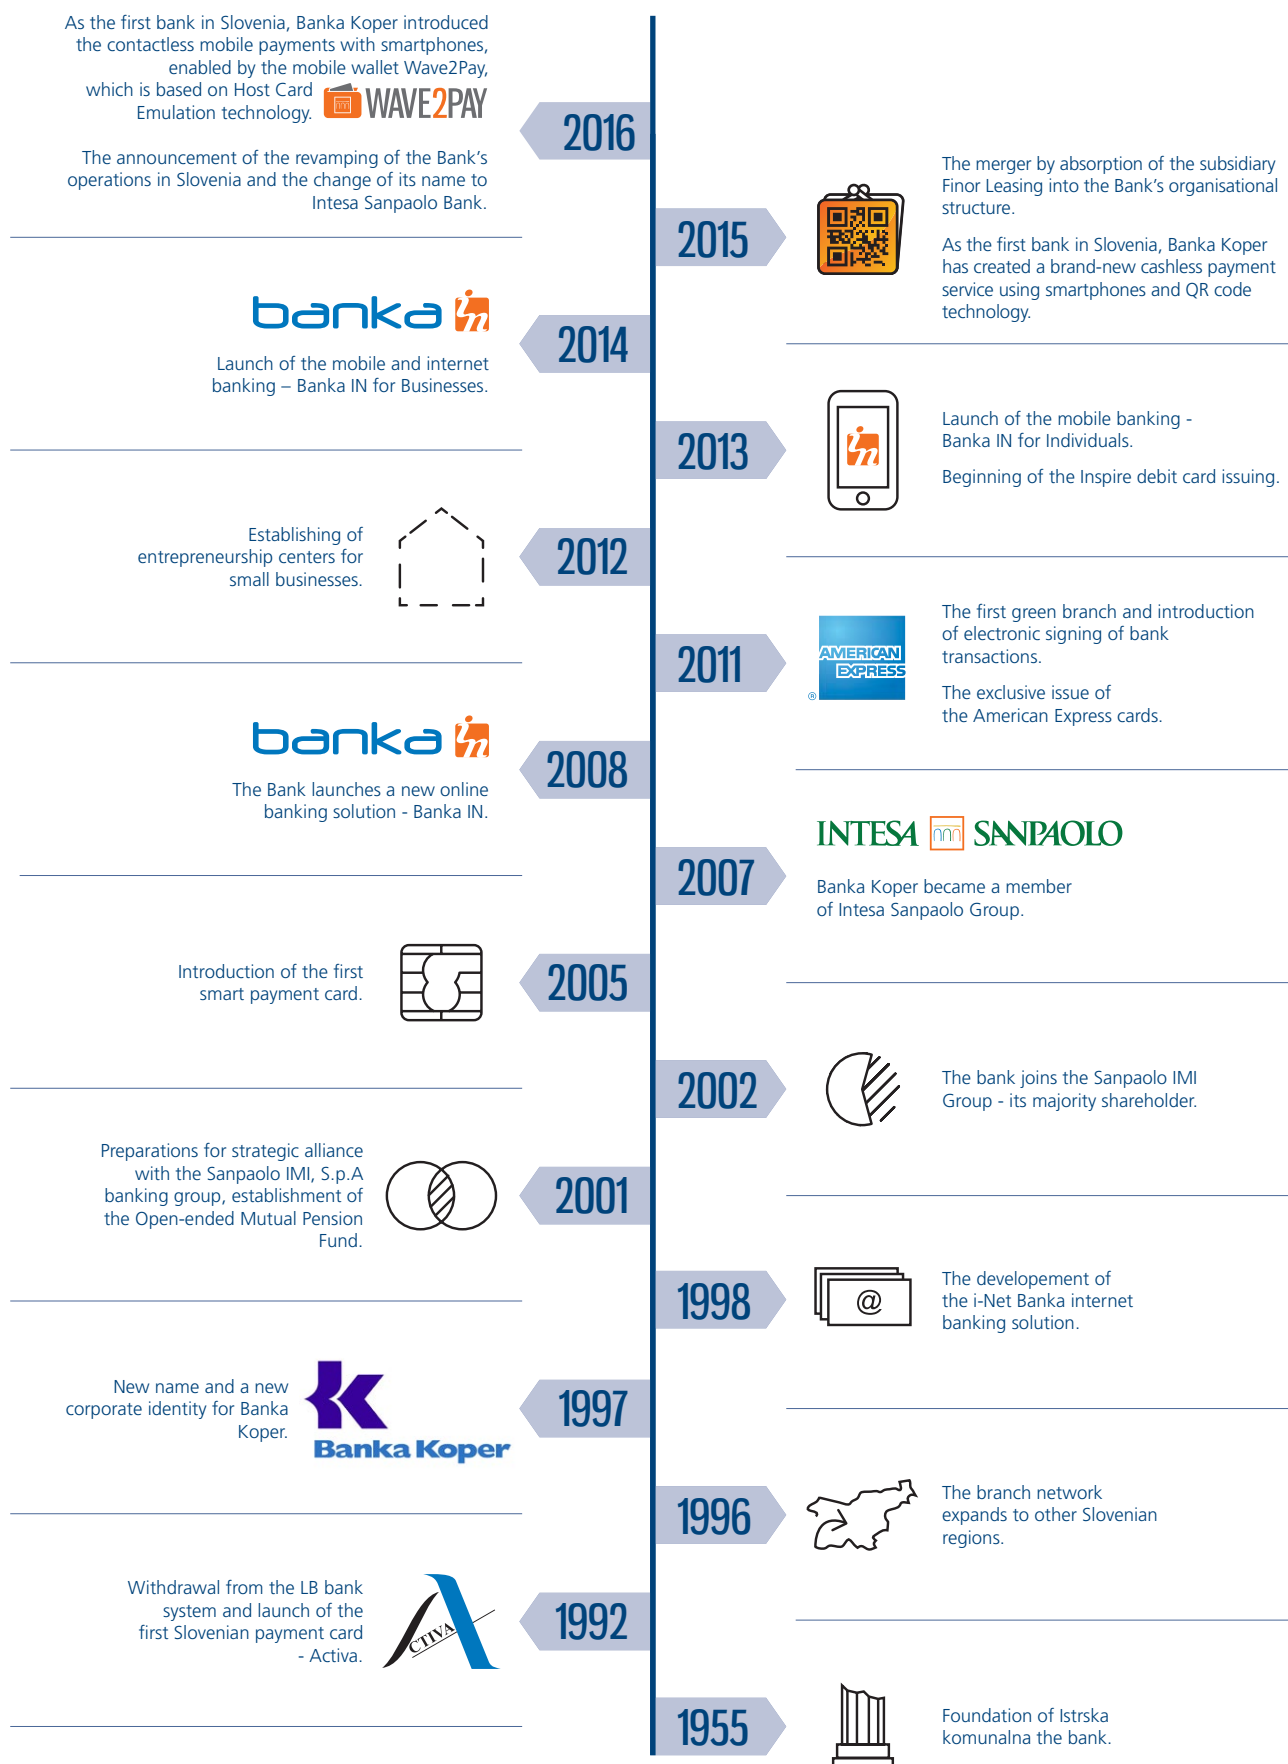 As the first bank in Slovenia, Banka Koper introduced
the contactless mobile payments with smartphones,
enabled by the mobile wallet Wave2Pay,
which is based on Host Card
Emulation technology.
WAVE2PAY
The announcement of the revamping of the Bank's
operations in Slovenia and the change of its name to
Intesa Sanpaolo Bank.
2016
2015
The merger by absorption of the subsidiary
Finor Leasing into the Bank's organisational
structure.
As the first bank in Slovenia, Banka Koper
has created a brand-new cashless payment
service using smartphones and QR code
technology.
banka in
Launch of the mobile and internet
banking – Banka IN for Businesses.
2014
2013
in
Launch of the mobile banking -
Banka IN for Individuals.
Beginning of the Inspire debit card issuing.
Establishing of
entrepreneurship centers for
small businesses.
2012
2011
AMERICAN
EXPRESS
®
The first green branch and introduction
of electronic signing of bank
transactions.
The exclusive issue of
the American Express cards.
banka in
The Bank launches a new online
banking solution - Banka IN.
2008
2007
INTESA SANPAOLO
Banka Koper became a member
of Intesa Sanpaolo Group.
Introduction of the first
smart payment card.
2005
2002
The bank joins the Sanpaolo IMI
Group - its majority shareholder.
Preparations for strategic alliance
with the Sanpaolo IMI, S.p.A
banking group, establishment of
the Open-ended Mutual Pension
Fund.
2001
1998
@
The developement of
the i-Net Banka internet
banking solution.
New name and a new
corporate identity for Banka
Koper.
k
Banka Koper
1997
1996
The branch network
expands to other Slovenian
regions.
Withdrawal from the LB bank
system and launch of the
first Slovenian payment card
- Activa.
ACTIVA
1992
1955
Foundation of Istrska
komunalna the bank.